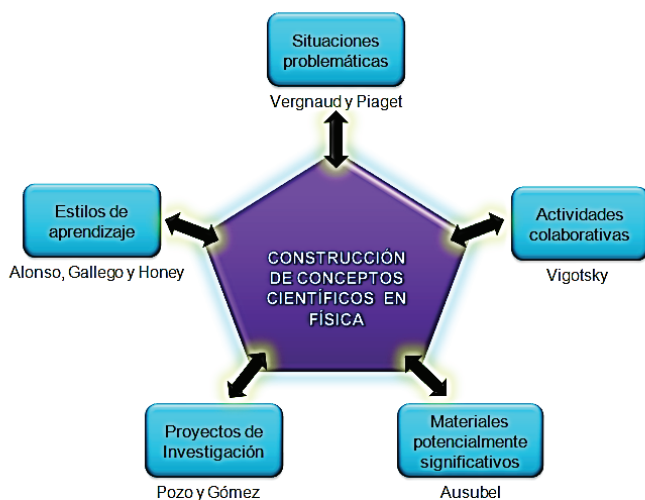 Situaciones
problemáticas
Vergnaud y Piaget
Estilos de
aprendizaje
Alonso, Gallego y Honey
Actividades
colaborativas
Vigotsky
CONSTRUCCIÓN
DE CONCEPTOS
CIENTÍFICOS EN
FÍSICA
Proyectos de
Investigación
Pozo y Gómez
Materiales
potencialmente
significativos
Ausubel